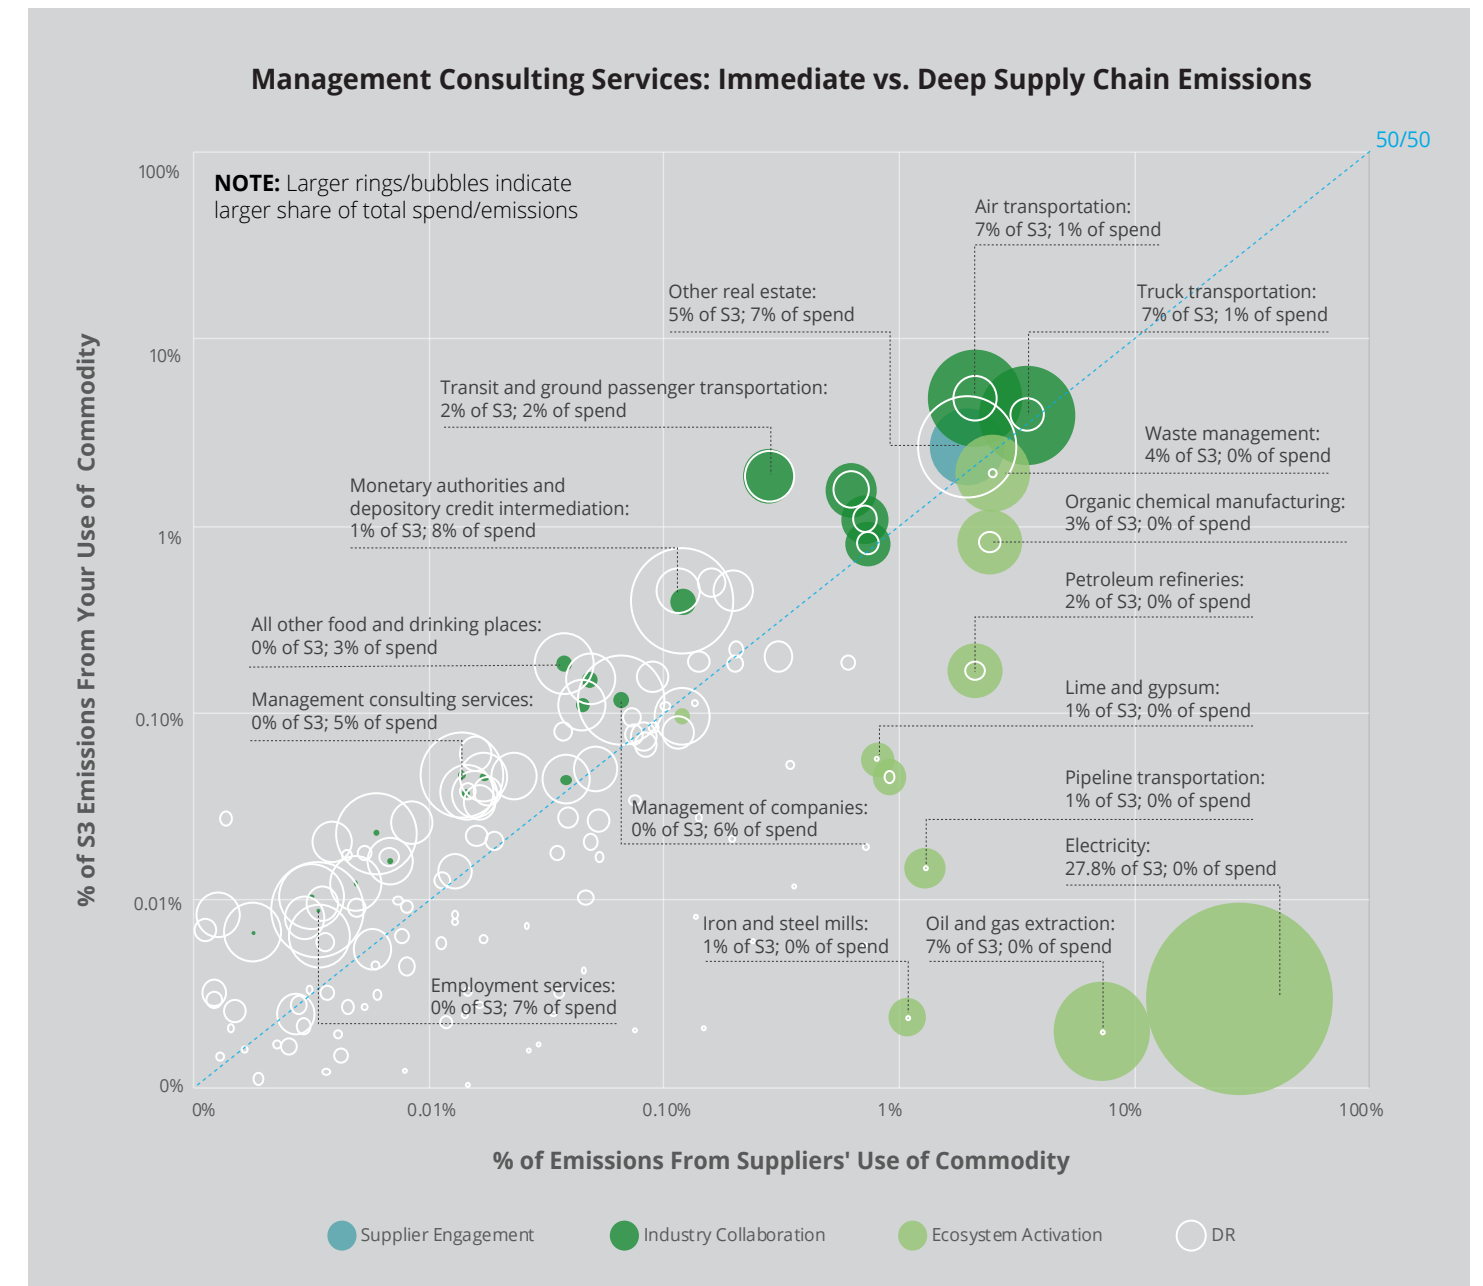 Management Consulting Services: Immediate vs. Deep Supply Chain Emissions
50/50
100%
NOTE: Larger rings/bubbles indicate
larger share of total spend/emissions
Air transportation:
7% of S3; 1% of spend
Other real estate:
5% of S3; 7% of spend
Truck transportation:
7% of S3; 1% of spend
10%
Transit and ground passenger transportation:
2% of S3; 2% of spend
Waste management:
4% of S3; 0% of spend
Monetary authorities and
depository credit intermediation:
1% of S3; 8% of spend
Organic chemical manufacturing:
3% of S3; 0% of spend
1%
Petroleum refineries:
2% of S3; 0% of spend
All other food and drinking places:
0% of S3; 3% of spend
Lime and gypsum:
1% of S3; 0% of spend
Management consulting services:
0% of S3; 5% of spend
0.10%
Pipeline transportation:
1% of S3; 0% of spend
Management of companies:
0% of S3; 6% of spend
Electricity:
27.8% of S3; 0% of spend
0.01%
Iron and steel mills:
1% of S3; 0% of spend
Oil and gas extraction:
7% of S3; 0% of spend
Employment services:
0% of S3; 7% of spend
0%
% of S3 Emissions From Your Use of Commodity
0%
0.01%
0.10%
1%
10%
100%
% of Emissions From Suppliers' Use of Commodity
Supplier Engagement
Industry Collaboration
Ecosystem Activation
DR